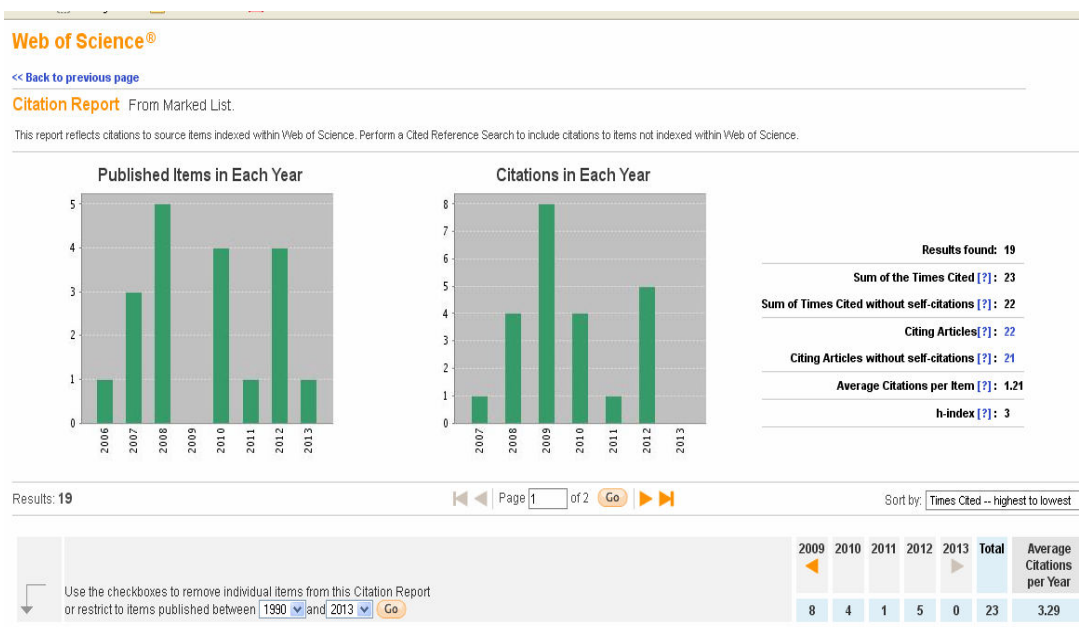 Web of Science®
<< Back to previous page
Citation Report From Marked List.
This report reflects citations to source items indexed within Web of Science. Perform a Cited Reference Search to include citations to items not indexed within Web of Science.
Published Items in Each Year
5
4
3
2
1
0
2006 2007 2008 2009 2010 2011 2012 2013
Citations in Each Year
8
7
6
5
4
3
2
1
0
2007 2008 2009 2010 2011 2012 2013
Results found: 19
Sum of the Times Cited [?] : 23
Sum of Times Cited without self-citations [?] : 22
Citing Articles[?] : 22
Citing Articles without self-citations [?] : 21
Average Citations per Item [?] : 1.21
h-index [?] : 3
Results: 19
Page 1 of 2 Go
Sort by: Times Cited -- highest to lowest
2009 2010 2011 2012 2013 Total Average
Citations
per Year
Use the checkboxes to remove individual items from this Citation Report
or restrict to items published between 1990 and 2013 Go
8 4 1 5 0 23 3.29